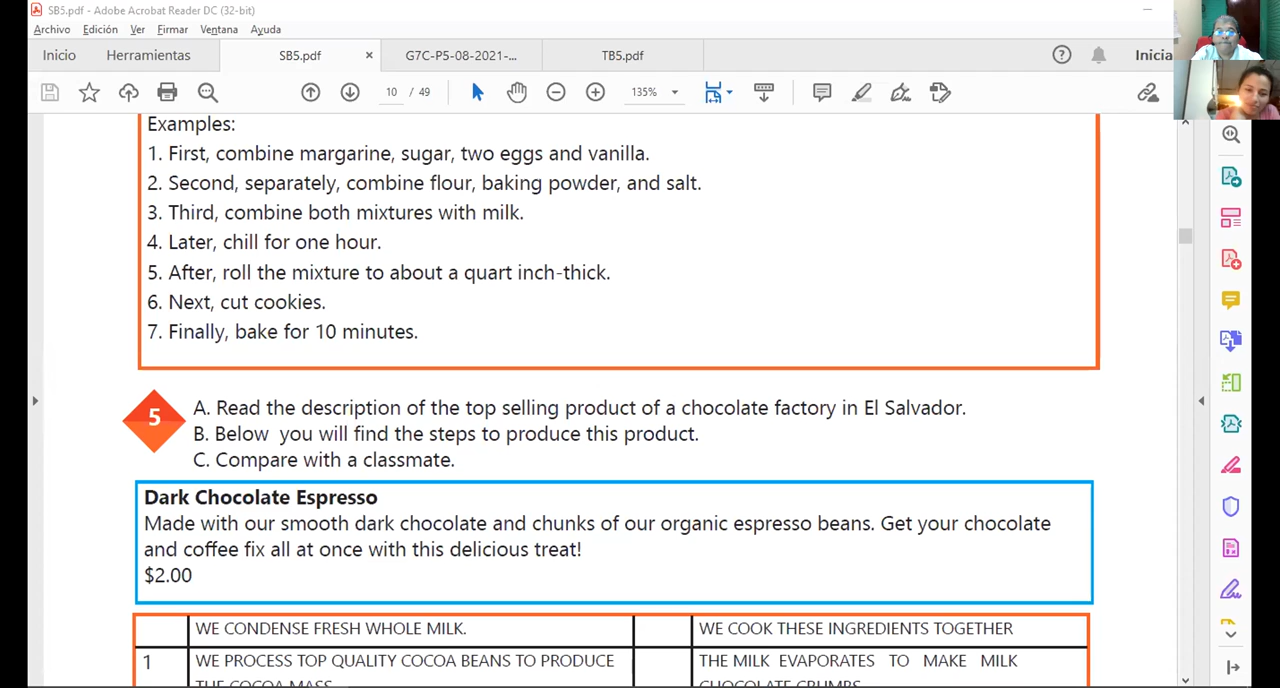 SB5.pdf - Adobe Acrobat Reader DC (32-bit)
Archivo Edición Ver Firmar Ventana Ayuda
Inicio Herramientas SB5.pdf × G7C-P5-08-2021-... TB5.pdf Inicia
10 / 49 135%
Examples:
1. First, combine margarine, sugar, two eggs and vanilla.
2. Second, separately, combine flour, baking powder, and salt.
3. Third, combine both mixtures with milk.
4. Later, chill for one hour.
5. After, roll the mixture to about a quart inch-thick.
6. Next, cut cookies.
7. Finally, bake for 10 minutes.
5
A. Read the description of the top selling product of a chocolate factory in El Salvador.
B. Below you will find the steps to produce this product.
C. Compare with a classmate.
Dark Chocolate Espresso
Made with our smooth dark chocolate and chunks of our organic espresso beans. Get your chocolate
and coffee fix all at once with this delicious treat!
$2.00
WE CONDENSE FRESH WHOLE MILK. WE COOK THESE INGREDIENTS TOGETHER
1 WE PROCESS TOP QUALITY COCOA BEANS TO PRODUCE THE MILK EVAPORATES TO MAKE MILK
THE COCOA MASS CHOCOLATE CRUMBS